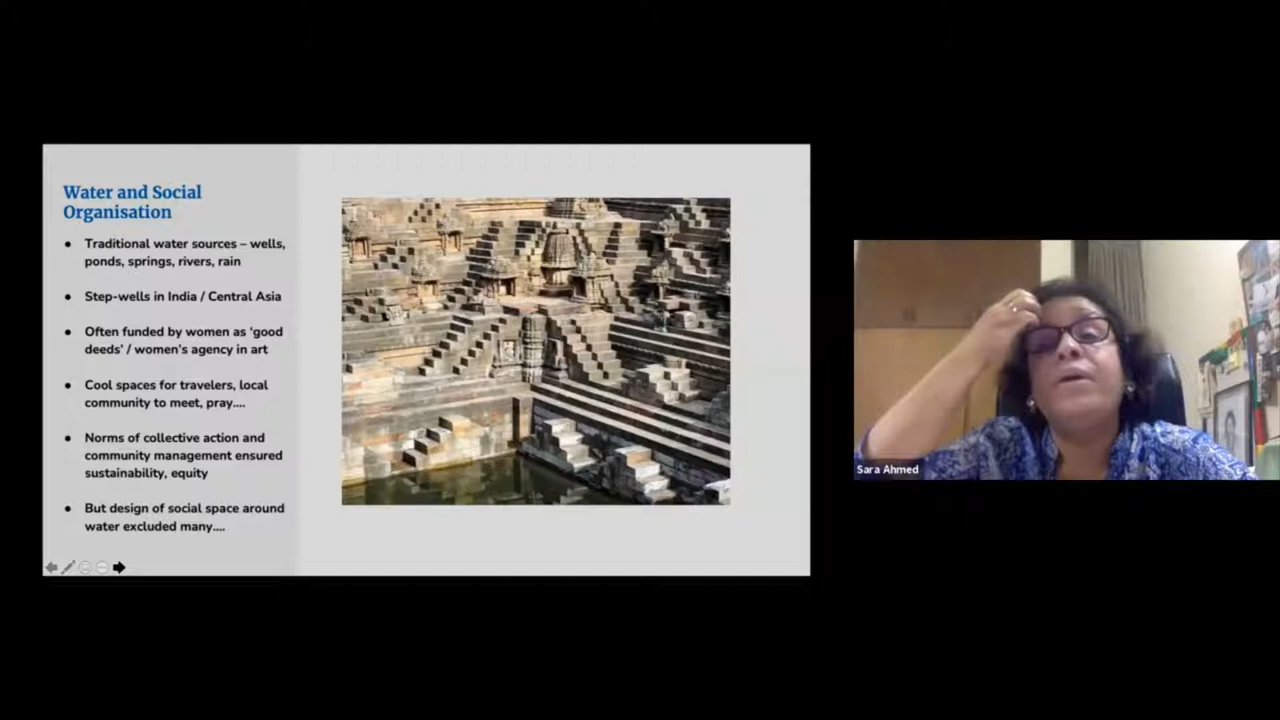 Water and Social
Organisation
● Traditional water sources – wells,
ponds, springs, rivers, rain
● Step-wells in India / Central Asia
● Often funded by women as ‘good
deeds’ / women’s agency in art
● Cool spaces for travelers, local
community to meet, pray....
● Norms of collective action and
community management ensured
sustainability, equity
● But design of social space around
water excluded many....
Sara Ahmed